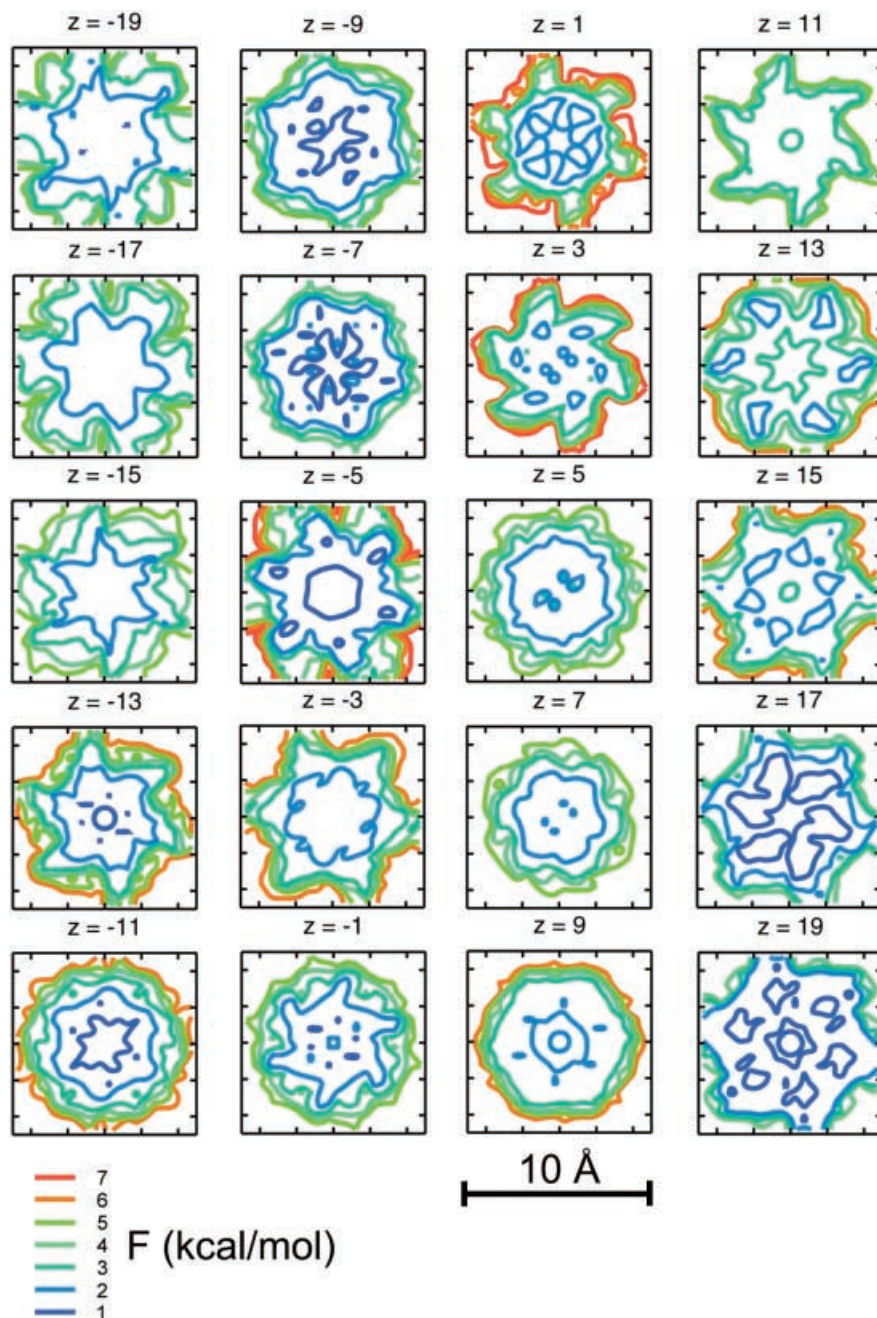 z = -19
z = -9
z = 1
z = 11
z = -17
z = -7
z = 3
z = 13
z = -15
z = -5
z = 5
z = 15
z = -13
z = -3
z = 7
z = 17
z = -11
z = -1
z = 9
z = 19
10 Å
7
6
5
4
3
2
1
F (kcal/mol)